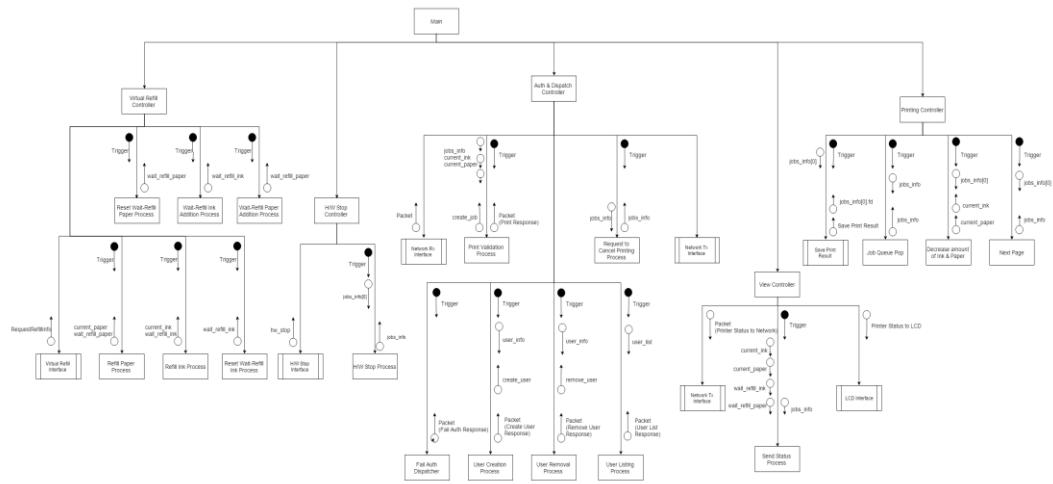 Main
Virtual Refill
Controller
Auth & Dispatch
Controller
Printing Controller
Trigger
wait_refill_paper
Trigger
wait_refill_ink
Trigger
wait_refill_paper
Reset Wait-Refill
Paper Process
Wait-Refill Ink
Addition Process
Wait-Refill Paper
Addition Process
H/W Stop
Controller
Packet
Network Rx
Interface
jobs_info
current_ink
current_paper
Trigger
create_job
Packet
(Print Response)
Print Validation
Process
Trigger
jobs_info
jobs_info
Request to
Cancel Printing
Process
Network Tx
Interface
jobs_info[0]
Trigger
jobs_info[0].fd
Save Print Result
Save Print
Result
Trigger
jobs_info
jobs_info
Job Queue Pop
Trigger
jobs_info[0]
current_ink
current_paper
Decrease amount
of Ink & Paper
Trigger
jobs_info[0]
jobs_info
Next Page
RequestRefillInfo
Virtual Refill
Interface
Trigger
current_paper
wait_refill_paper
Refill Paper
Process
Trigger
current_ink
wait_refill_ink
Refill Ink Process
Trigger
wait_refill_ink
Reset Wait-Refill
Ink Process
hw_stop
H/W Stop
Interface
Trigger
jobs_info[0]
jobs_info
H/W Stop Process
Trigger
Packet
(Fail Auth Response)
Fail Auth
Dispatcher
Trigger
user_info
create_user
Packet
(Create User
Response)
User Creation
Process
Trigger
user_info
remove_user
Packet
(Remove User
Response)
User Removal
Process
Trigger
user_list
Packet
(User List
Response)
User Listing
Process
View Controller
Packet
(Printer Status to Network)
Network Tx
Interface
Trigger
current_ink
current_paper
wait_refill_ink
wait_refill_paper
jobs_info
Send Status
Process
Printer Status to LCD
LCD Interface